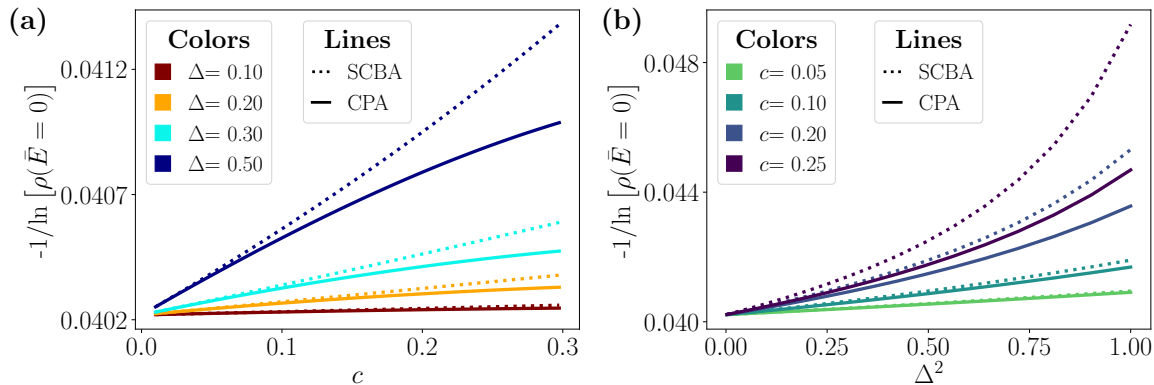 (a)
-1/ln [ρ(Ē = 0)]
0.0412
0.0407
0.0402
Colors
Δ= 0.10
Δ= 0.20
Δ= 0.30
Δ= 0.50
Lines
SCBA
CPA
0.0
0.1
0.2
0.3
c
(b)
-1/ln [ρ(Ē = 0)]
0.048
0.044
0.040
Colors
c= 0.05
c= 0.10
c= 0.20
c= 0.25
Lines
SCBA
CPA
0.00
0.25
0.50
0.75
1.00
Δ²